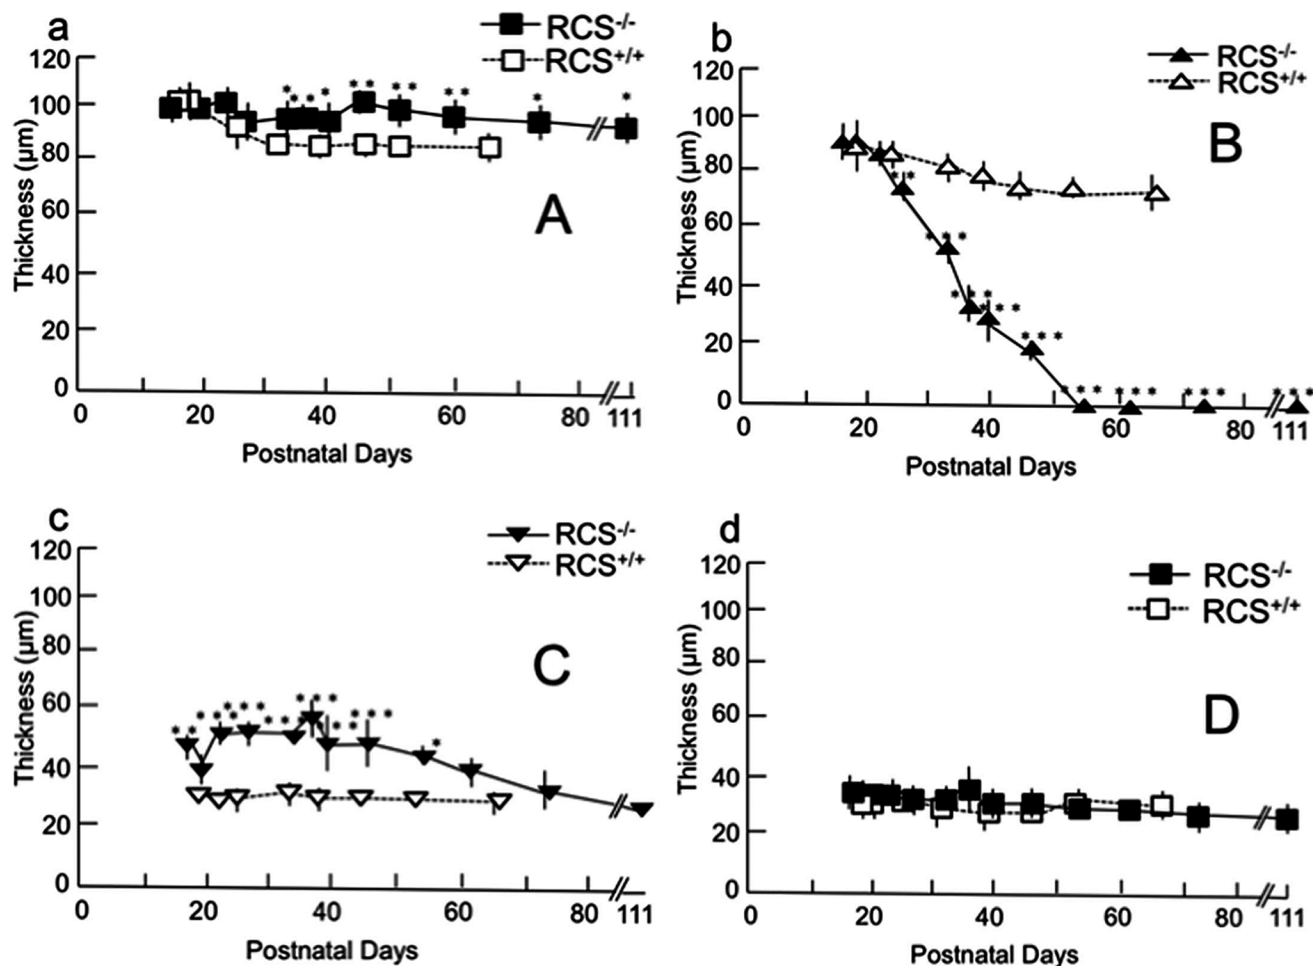 a
RCS-/-
RCS+/+
120
100
80
60
40
20
0
Thickness (μm)
A
0 20 40 60 80 111
Postnatal Days
b
RCS-/-
RCS+/+
120
100
80
60
40
20
0
Thickness (μm)
B
0 20 40 60 80 111
Postnatal Days
c
RCS-/-
RCS+/+
120
100
80
60
40
20
0
Thickness (μm)
C
0 20 40 60 80 111
Postnatal Days
d
RCS-/-
RCS+/+
120
100
80
60
40
20
0
Thickness (μm)
D
0 20 40 60 80 111
Postnatal Days